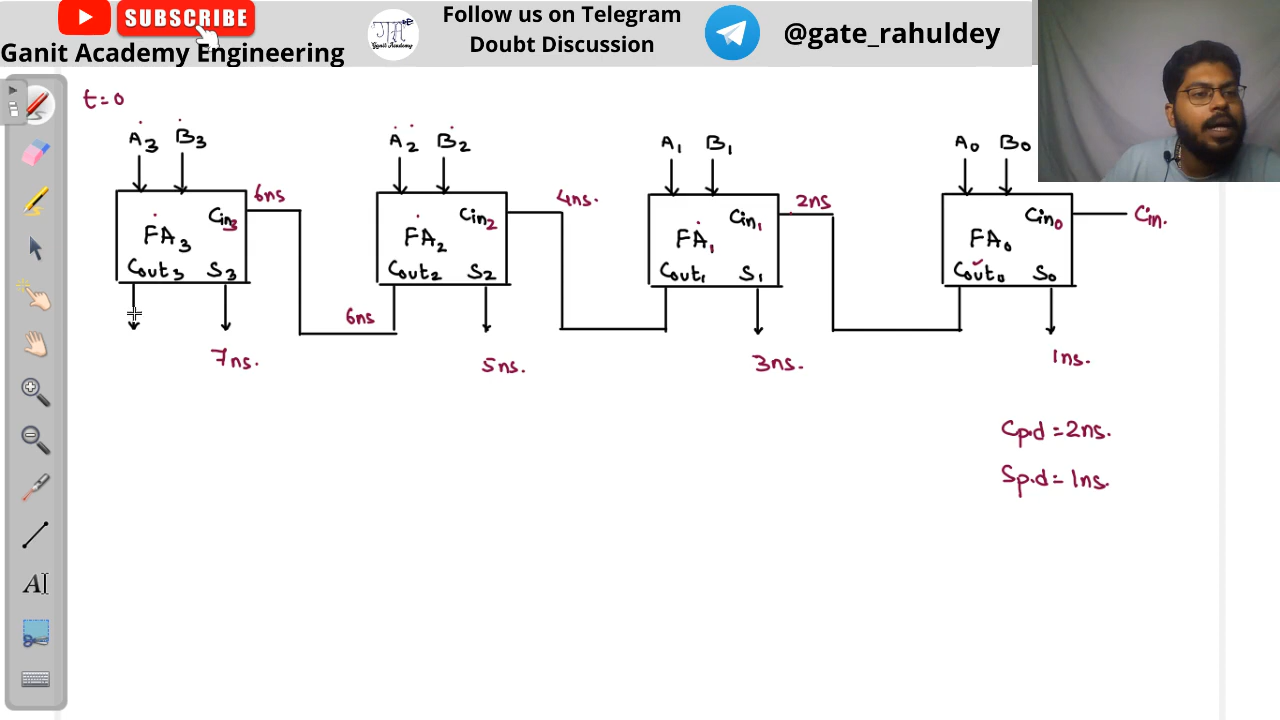 SUBSCRIBE
Ganit Academy Engineering
Ganit Academy
Follow us on Telegram
Doubt Discussion
@gate_rahuldey
t=0
A3 B3 A2 B2 A1 B1 A0 B0
6ns 4ns. 2ns Cin.
Cin3 Cin2 Cin1 Cin0
FA3 FA2 FA1 FA0
Cout3 S3 Cout2 S2 Cout1 S1 Cout0 S0
6ns
7ns. 5ns. 3ns. 1ns.
Cp.d = 2ns.
Sp.d = 1ns.
A